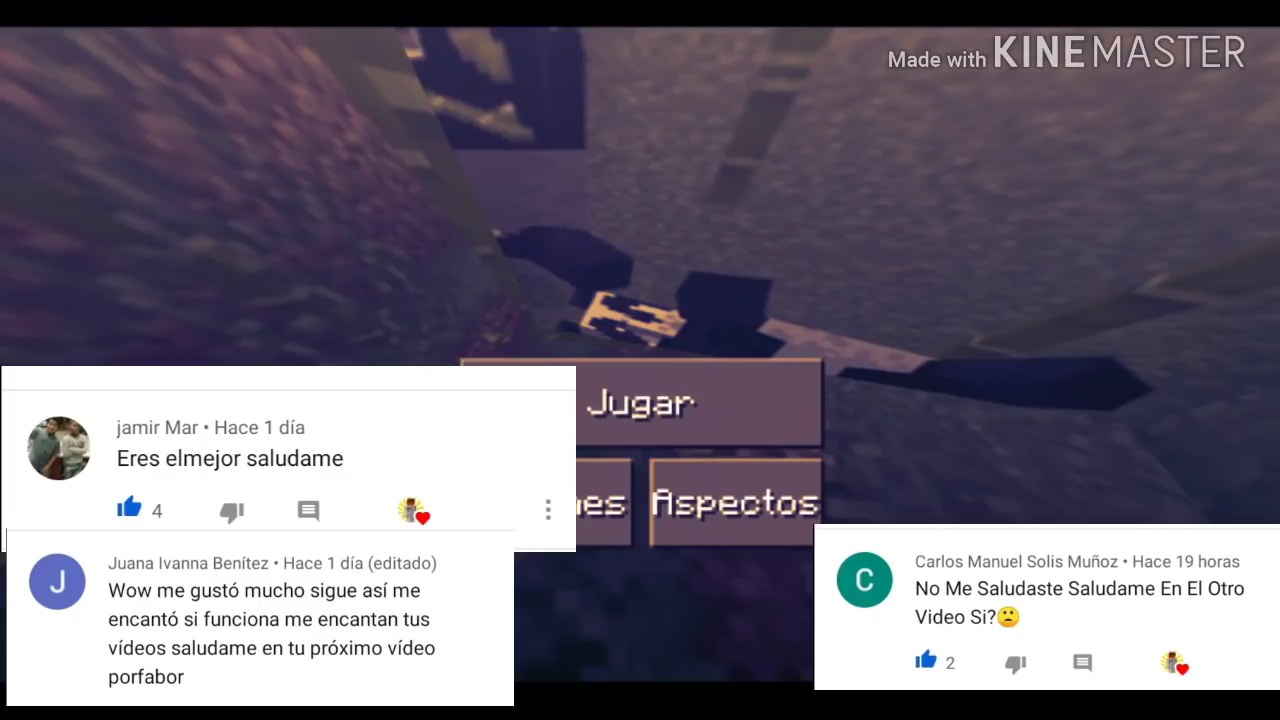 Made with KINEMASTER
Jugar
nes Aspectos
jamir Mar • Hace 1 día
Eres elmejor saludame
4
J
Juana Ivanna Benítez • Hace 1 día (editado)
Wow me gustó mucho sigue así me
encantó si funciona me encantan tus
vídeos saludame en tu próximo vídeo
porfabor
C
Carlos Manuel Solis Muñoz • Hace 19 horas
No Me Saludaste Saludame En El Otro
Video Si?🙁
2